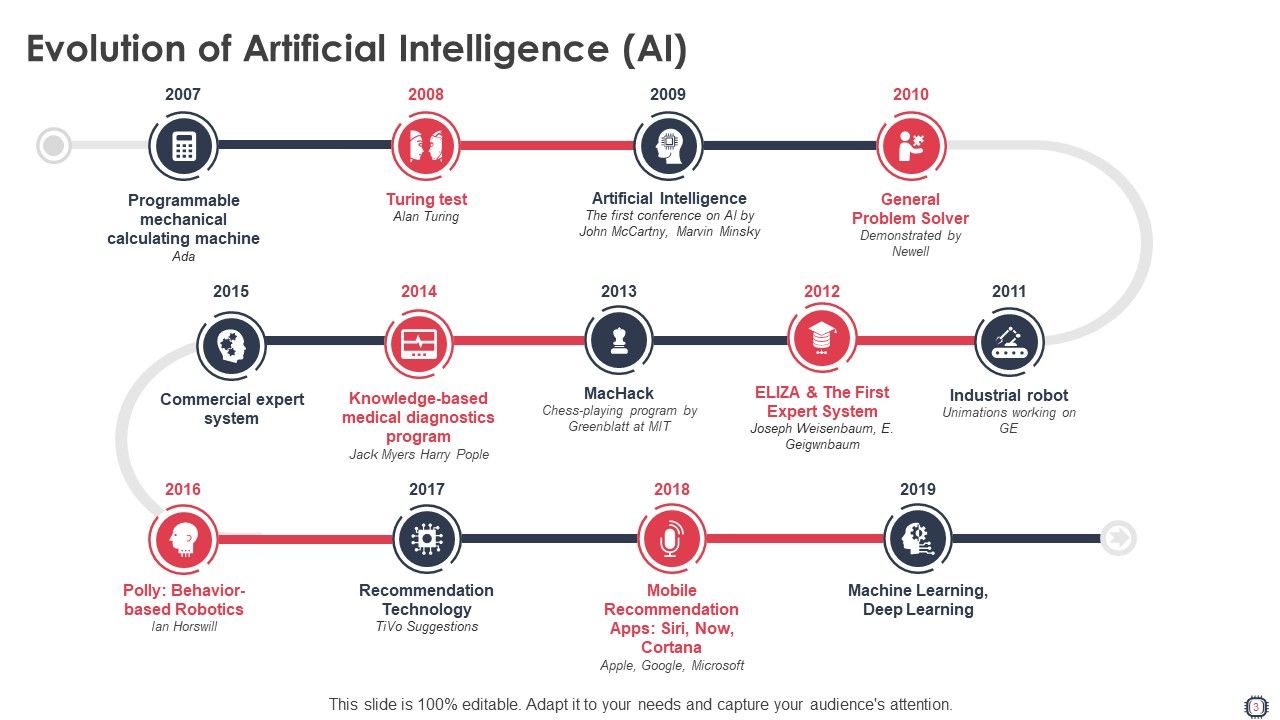 Evolution of Artificial Intelligence (AI)
2007
2008
2009
2010
Programmable
mechanical
calculating machine
Ada
Turing test
Alan Turing
Artificial Intelligence
The first conference on AI by
John McCartny, Marvin Minsky
General
Problem Solver
Demonstrated by
Newell
2015
2014
2013
2012
2011
Commercial expert
system
Knowledge-based
medical diagnostics
program
Jack Myers Harry Pople
MacHack
Chess-playing program by
Greenblatt at MIT
ELIZA & The First
Expert System
Joseph Weisenbaum, E.
Geigwnbaum
Industrial robot
Unimations working on
GE
2016
2017
2018
2019
Polly: Behavior-
based Robotics
Ian Horswill
Recommendation
Technology
TiVo Suggestions
Mobile
Recommendation
Apps: Siri, Now,
Cortana
Apple, Google, Microsoft
Machine Learning,
Deep Learning
This slide is 100% editable. Adapt it to your needs and capture your audience's attention.
3